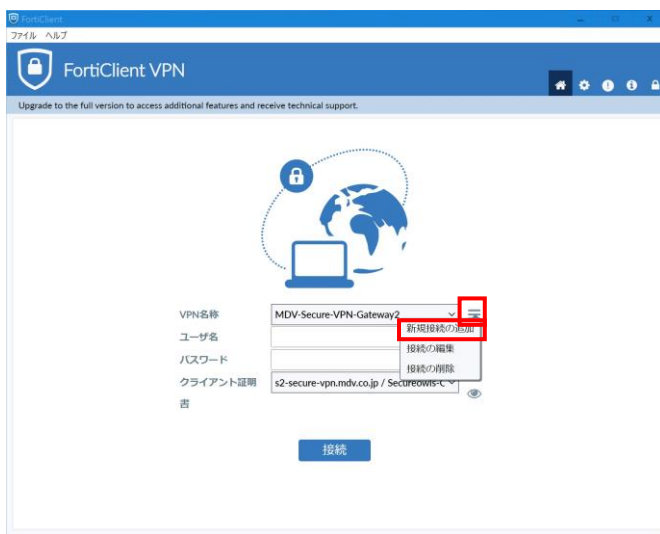 FortiClient
ファイル ヘルプ
FortiClient VPN
Upgrade to the full version to access additional features and receive technical support.
VPN名称
MDV-Secure-VPN-Gateway2
新規接続の追加
ユーザ名
接続の編集
パスワード
接続の削除
クライアント証明
s2-secure-vpn.mdv.co.jp / Secureowls-C
書
接続